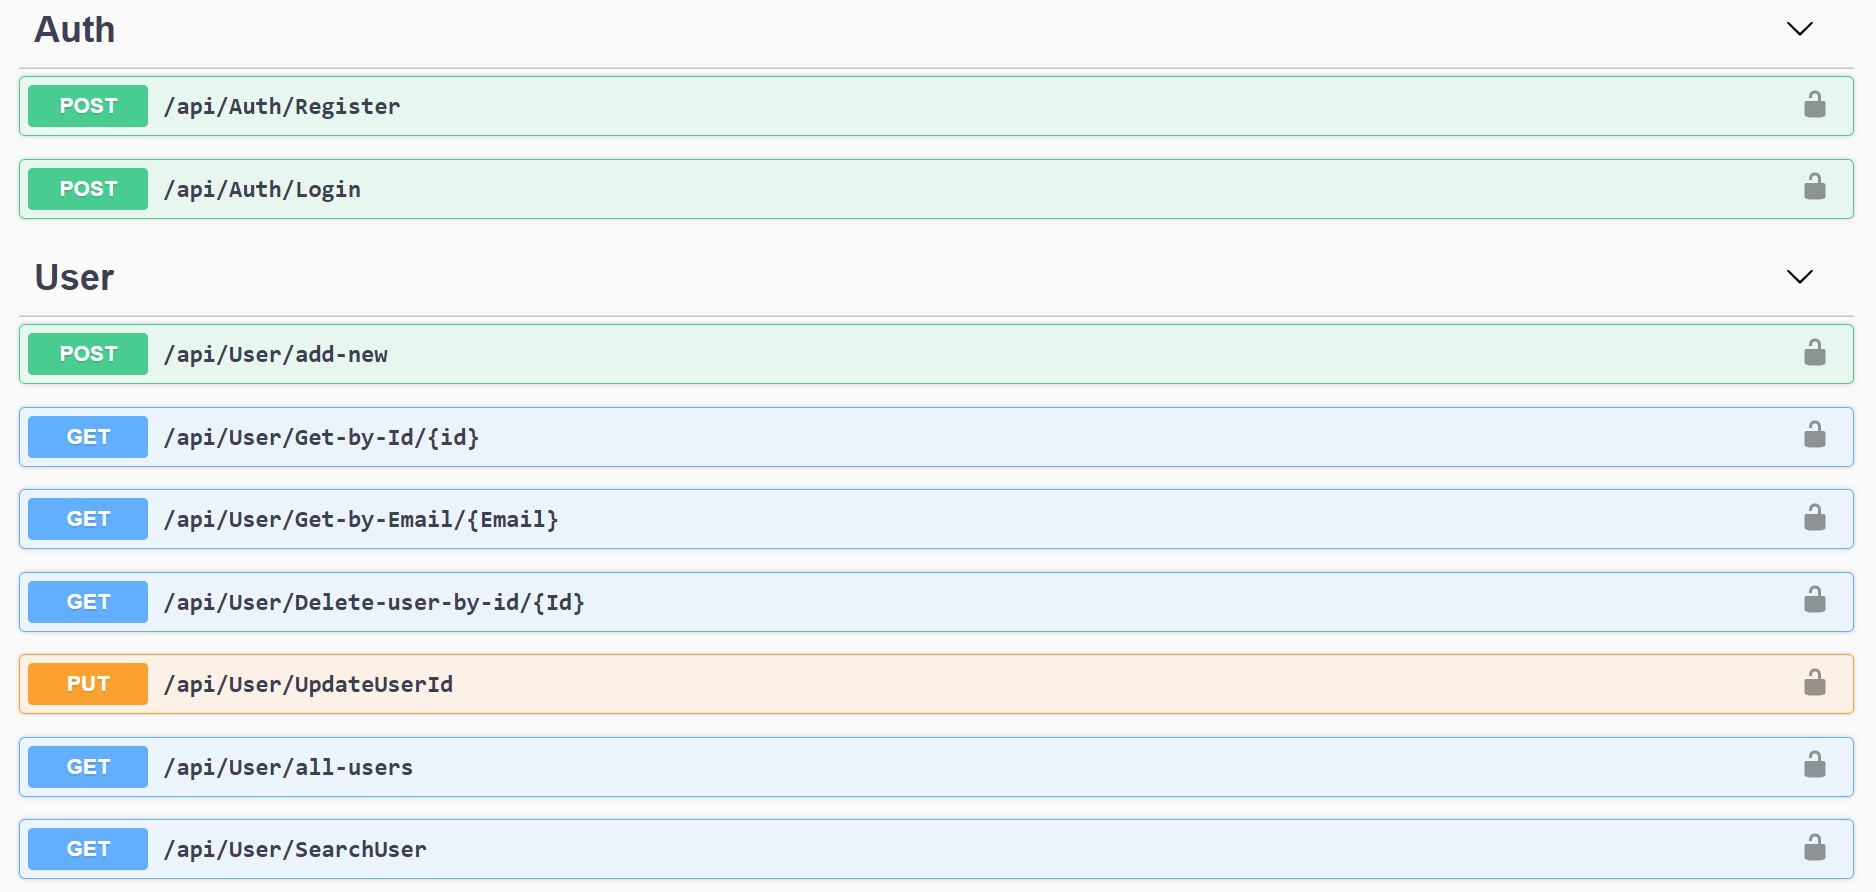 Auth
POST /api/Auth/Register
POST /api/Auth/Login
User
POST /api/User/add-new
GET /api/User/Get-by-Id/{id}
GET /api/User/Get-by-Email/{Email}
GET /api/User/Delete-user-by-id/{Id}
PUT /api/User/UpdateUserId
GET /api/User/all-users
GET /api/User/SearchUser